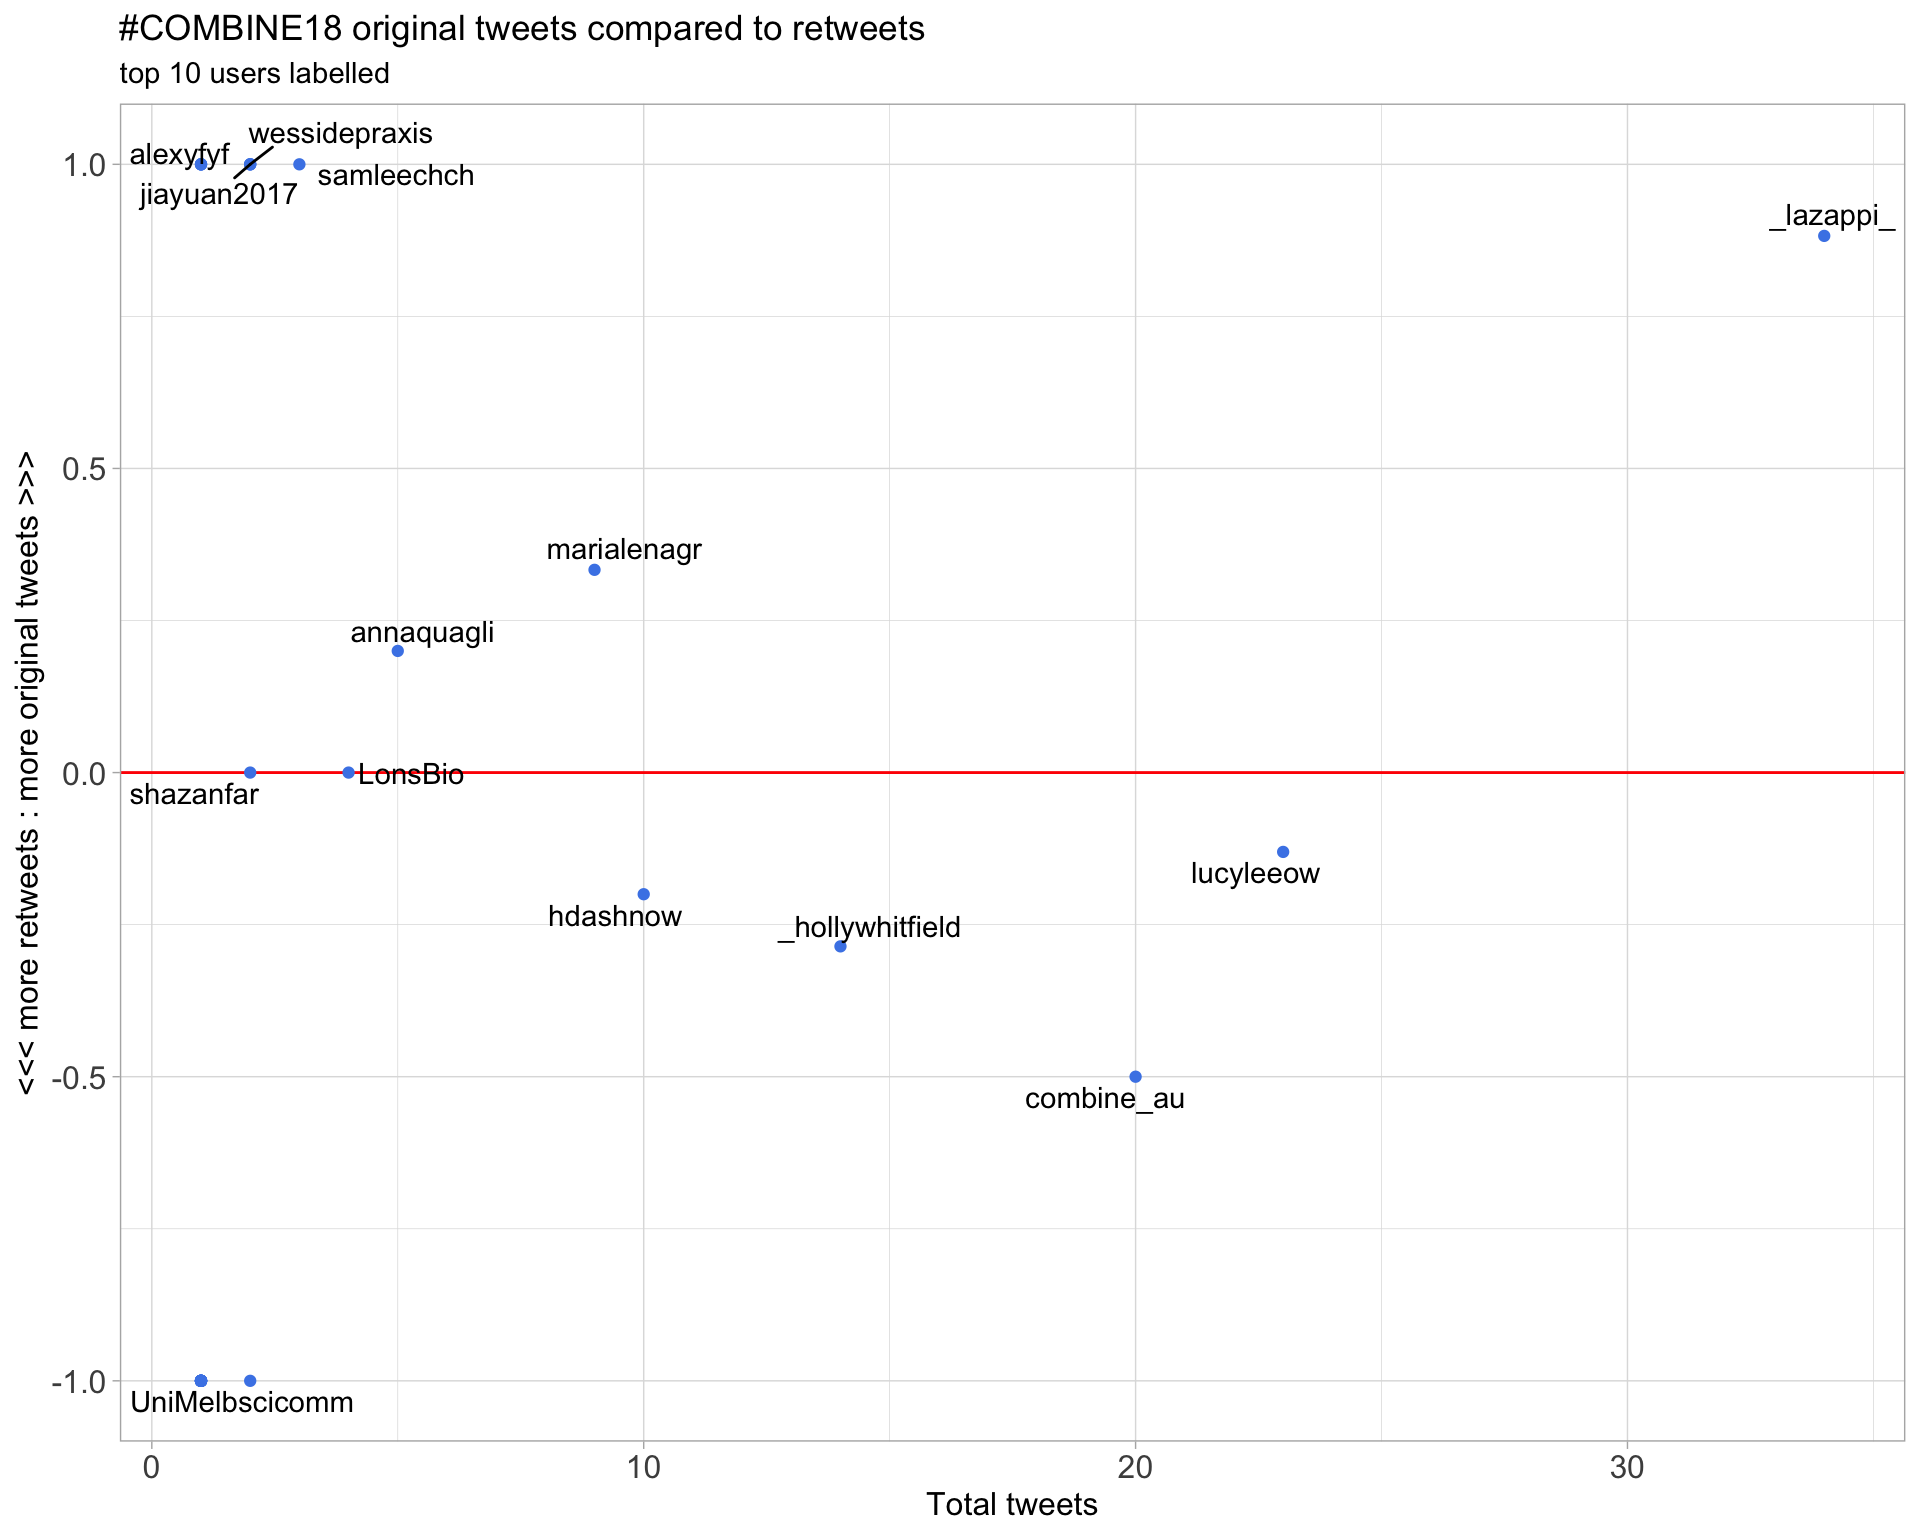 #COMBINE18 original tweets compared to retweets
top 10 users labelled
wessidepraxis
alexyfyf
samleechch
jiayuan2017
_lazappi_
marialenagr
annaquagli
LonsBio
shazanfar
lucyleeow
hdashnow
_hollywhitfield
combine_au
UniMelbscicomm
<<< more retweets : more original tweets >>>
1.0
0.5
0.0
-0.5
-1.0
0 10 20 30
Total tweets